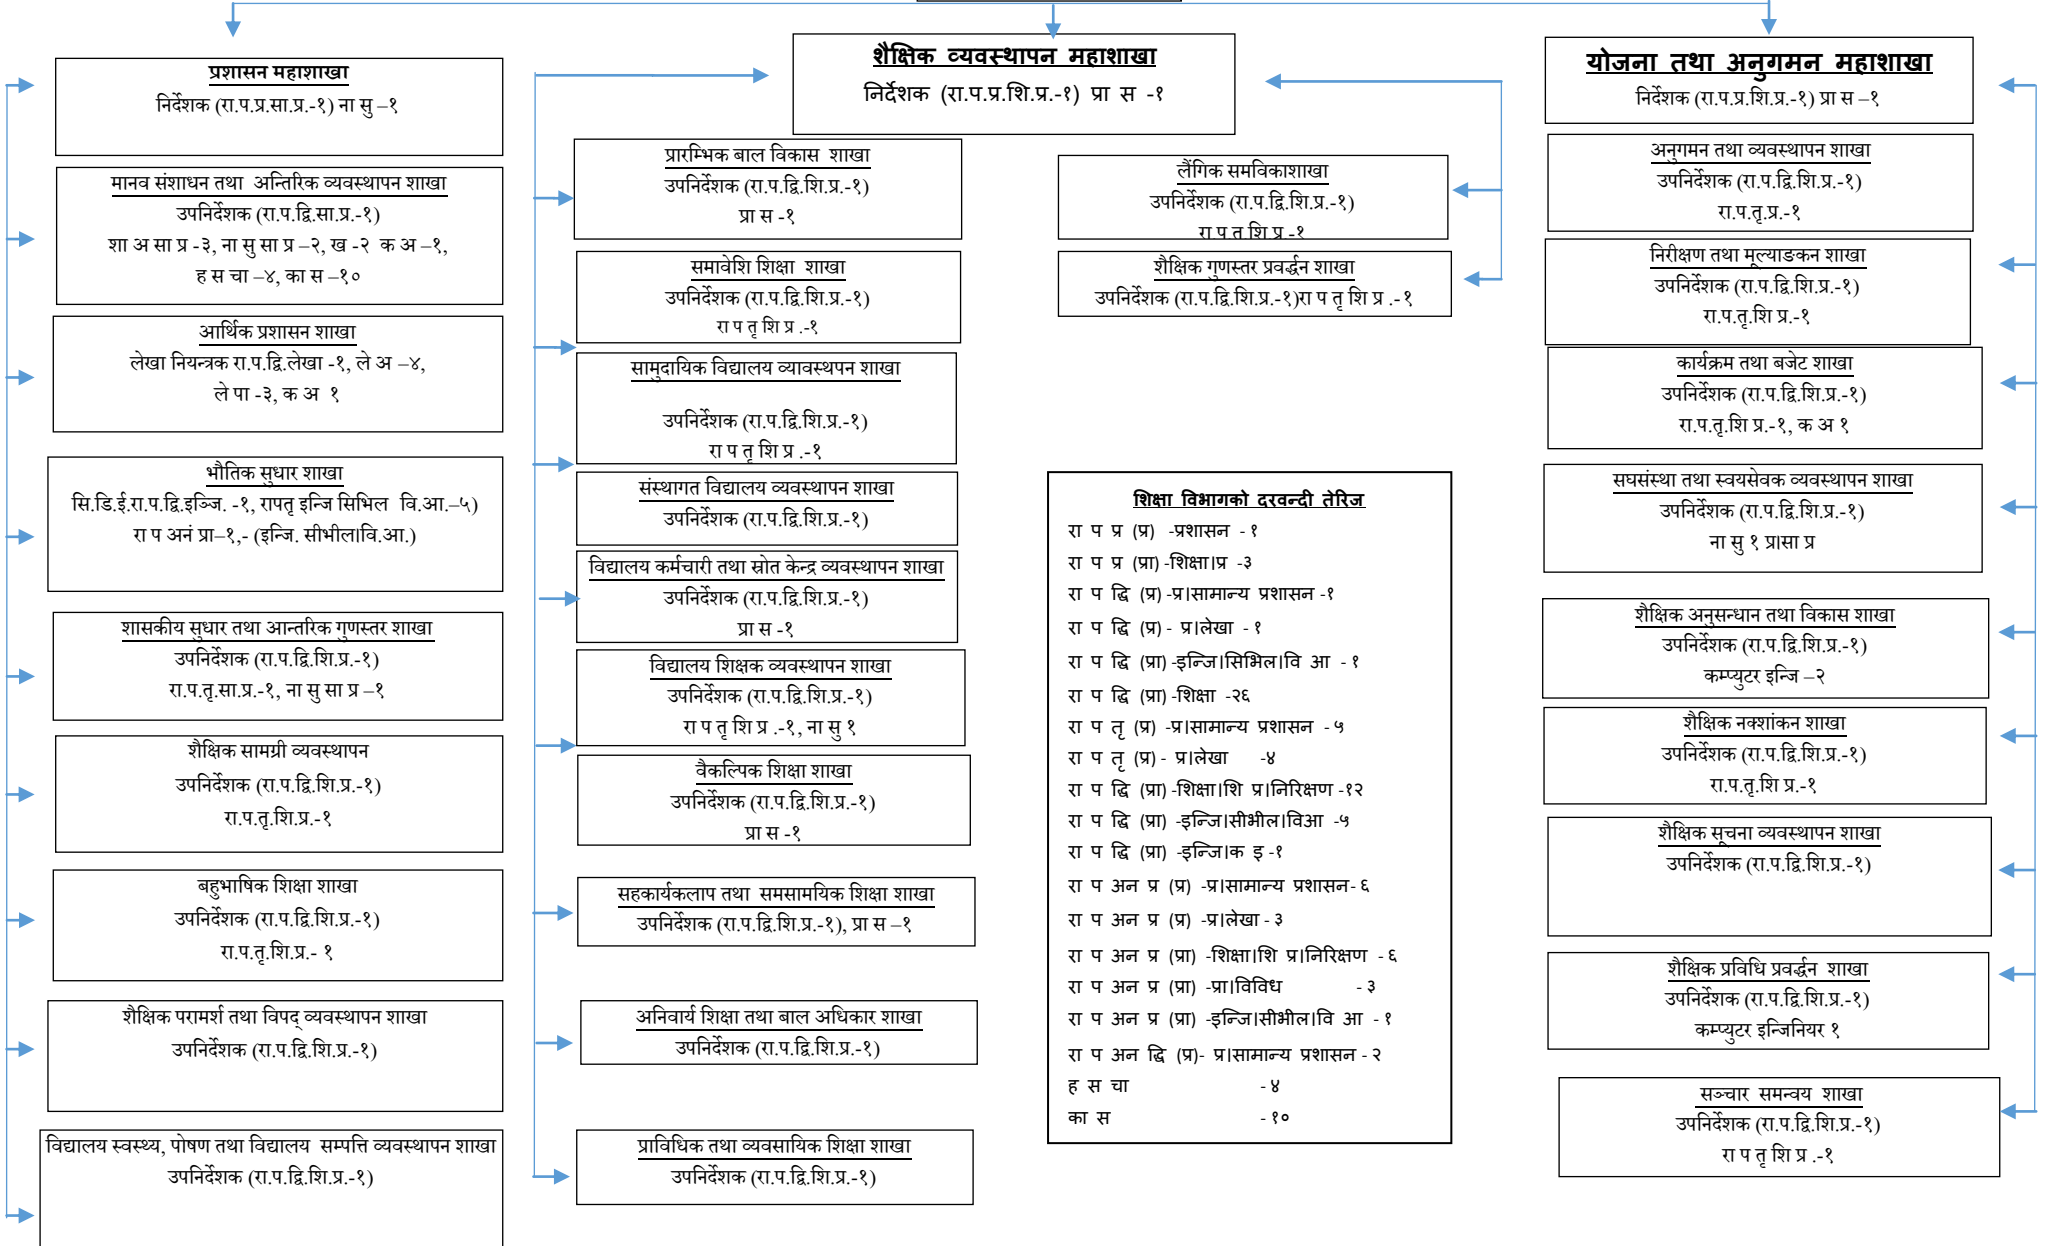 प्रशासन महाशाखा
निर्देशक (रा.प.प्र.सा.प्र.-१) ना सु –१
मानव संशाधन तथा अन्तिरिक व्यवस्थापन शाखा
उपनिर्देशक (रा.प.द्वि.सा.प्र.-१)
शा अ सा प्र -३, ना सु सा प्र –२, ख -२ क अ –१,
ह स चा –४, का स –१०
आर्थिक प्रशासन शाखा
लेखा नियन्त्रक रा.प.द्वि.लेखा -१, ले अ –४,
ले पा -३, क अ १
भौतिक सुधार शाखा
सि.डि.ई.रा.प.द्वि.इञ्जि. -१, रापतृ इन्जि सिभिल वि.आ.–५)
रा प अनं प्रा–१,- (इन्जि. सीभील।वि.आ.)
शासकीय सुधार तथा आन्तरिक गुणस्तर शाखा
उपनिर्देशक (रा.प.द्वि.शि.प्र.-१)
रा.प.तृ.सा.प्र.-१, ना सु सा प्र –१
शैक्षिक सामग्री व्यवस्थापन
उपनिर्देशक (रा.प.द्वि.शि.प्र.-१)
रा.प.तृ.शि.प्र.-१
बहुभाषिक शिक्षा शाखा
उपनिर्देशक (रा.प.द्वि.शि.प्र.-१)
रा.प.तृ.शि.प्र.- १
शैक्षिक परामर्श तथा विपद् व्यवस्थापन शाखा
उपनिर्देशक (रा.प.द्वि.शि.प्र.-१)
विद्यालय स्वस्थ्य, पोषण तथा विद्यालय सम्पत्ति व्यवस्थापन शाखा
उपनिर्देशक (रा.प.द्वि.शि.प्र.-१)
शैक्षिक व्यवस्थापन महाशाखा
निर्देशक (रा.प.प्र.शि.प्र.-१) प्रा स -१
प्रारम्भिक बाल विकास शाखा
उपनिर्देशक (रा.प.द्वि.शि.प्र.-१)
प्रा स -१
समावेशि शिक्षा शाखा
उपनिर्देशक (रा.प.द्वि.शि.प्र.-१)
रा प तृ शि प्र .-१
सामुदायिक विद्यालय व्यावस्थपन शाखा
उपनिर्देशक (रा.प.द्वि.शि.प्र.-१)
रा प तृ शि प्र .-१
संस्थागत विद्यालय व्यवस्थापन शाखा
उपनिर्देशक (रा.प.द्वि.शि.प्र.-१)
विद्यालय कर्मचारी तथा स्रोत केन्द्र व्यवस्थापन शाखा
उपनिर्देशक (रा.प.द्वि.शि.प्र.-१)
प्रा स -१
विद्यालय शिक्षक व्यवस्थापन शाखा
उपनिर्देशक (रा.प.द्वि.शि.प्र.-१)
रा प तृ शि प्र .-१, ना सु १
वैकल्पिक शिक्षा शाखा
उपनिर्देशक (रा.प.द्वि.शि.प्र.-१)
प्रा स -१
सहकार्यकलाप तथा समसामयिक शिक्षा शाखा
उपनिर्देशक (रा.प.द्वि.शि.प्र.-१), प्रा स –१
अनिवार्य शिक्षा तथा बाल अधिकार शाखा
उपनिर्देशक (रा.प.द्वि.शि.प्र.-१)
प्राविधिक तथा व्यवसायिक शिक्षा शाखा
उपनिर्देशक (रा.प.द्वि.शि.प्र.-१)
लैंगिक समविकाशाखा
उपनिर्देशक (रा.प.द्वि.शि.प्र.-१)
रा प तृ शि प्र -१
शैक्षिक गुणस्तर प्रवर्द्धन शाखा
उपनिर्देशक (रा.प.द्वि.शि.प्र.-१)रा प तृ शि प्र .-१
शिक्षा विभागको दरवन्दी तेरिज
रा प प्र (प्र) -प्रशासन - १
रा प प्र (प्रा) -शिक्षा।प्र -३
रा प द्वि (प्र) -प्र।सामान्य प्रशासन -१
रा प द्वि (प्र) - प्र।लेखा - १
रा प द्वि (प्रा) -इन्जि।सिभिल।वि आ - १
रा प द्वि (प्रा) -शिक्षा -२६
रा प तृ (प्र) -प्र।सामान्य प्रशासन - ५
रा प तृ (प्र) - प्र।लेखा -४
रा प द्वि (प्रा) -शिक्षा।शि प्र।निरिक्षण -१२
रा प द्वि (प्रा) -इन्जि।सीभील।विआ -५
रा प द्वि (प्रा) -इन्जि।क इ -१
रा प अन प्र (प्र) -प्र।सामान्य प्रशासन- ६
रा प अन प्र (प्र) -प्र।लेखा - ३
रा प अन प्र (प्रा) -शिक्षा।शि प्र।निरिक्षण - ६
रा प अन प्र (प्रा) -प्रा।विविध - ३
रा प अन प्र (प्रा) -इन्जि।सीभील।वि आ - १
रा प अन द्वि (प्र)- प्र।सामान्य प्रशासन - २
ह स चा - ४
का स - १०
योजना तथा अनुगमन महाशाखा
निर्देशक (रा.प.प्र.शि.प्र.-१) प्रा स –१
अनुगमन तथा व्यवस्थापन शाखा
उपनिर्देशक (रा.प.द्वि.शि.प्र.-१)
रा.प.तृ.प्र.-१
निरीक्षण तथा मूल्याङकन शाखा
उपनिर्देशक (रा.प.द्वि.शि.प्र.-१)
रा.प.तृ.शि प्र.-१
कार्यक्रम तथा बजेट शाखा
उपनिर्देशक (रा.प.द्वि.शि.प्र.-१)
रा.प.तृ.शि प्र.-१, क अ १
सघसंस्था तथा स्वयसेवक व्यवस्थापन शाखा
उपनिर्देशक (रा.प.द्वि.शि.प्र.-१)
ना सु १ प्र।सा प्र
शैक्षिक अनुसन्धान तथा विकास शाखा
उपनिर्देशक (रा.प.द्वि.शि.प्र.-१)
कम्प्युटर इन्जि –२
शैक्षिक नक्शांकन शाखा
उपनिर्देशक (रा.प.द्वि.शि.प्र.-१)
रा.प.तृ.शि प्र.-१
शैक्षिक सूचना व्यवस्थापन शाखा
उपनिर्देशक (रा.प.द्वि.शि.प्र.-१)
शैक्षिक प्रविधि प्रवर्द्धन शाखा
उपनिर्देशक (रा.प.द्वि.शि.प्र.-१)
कम्प्युटर इन्जिनियर १
सञ्चार समन्वय शाखा
उपनिर्देशक (रा.प.द्वि.शि.प्र.-१)
रा प तृ शि प्र .-१